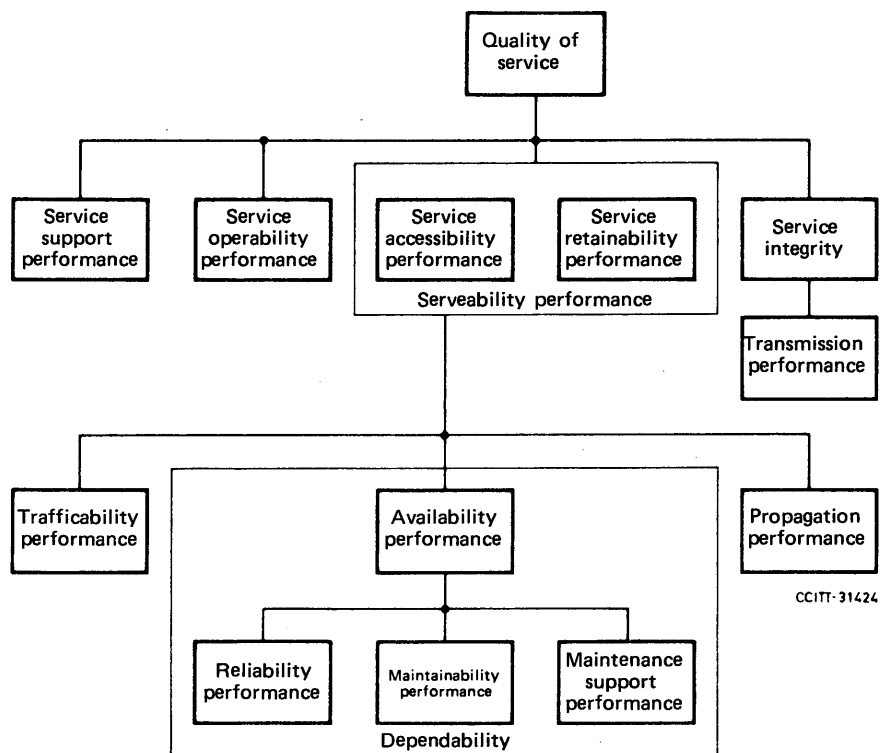 Quality of
service
Service
support
performance
Service
operability
performance
Service
accessibility
performance
Service
retainability
performance
Service
integrity
Serveability performance
Transmission
performance
Trafficability
performance
Availability
performance
Propagation
performance
CCITT-31424
Reliability
performance
Maintainability
performance
Maintenance
support
performance
Dependability